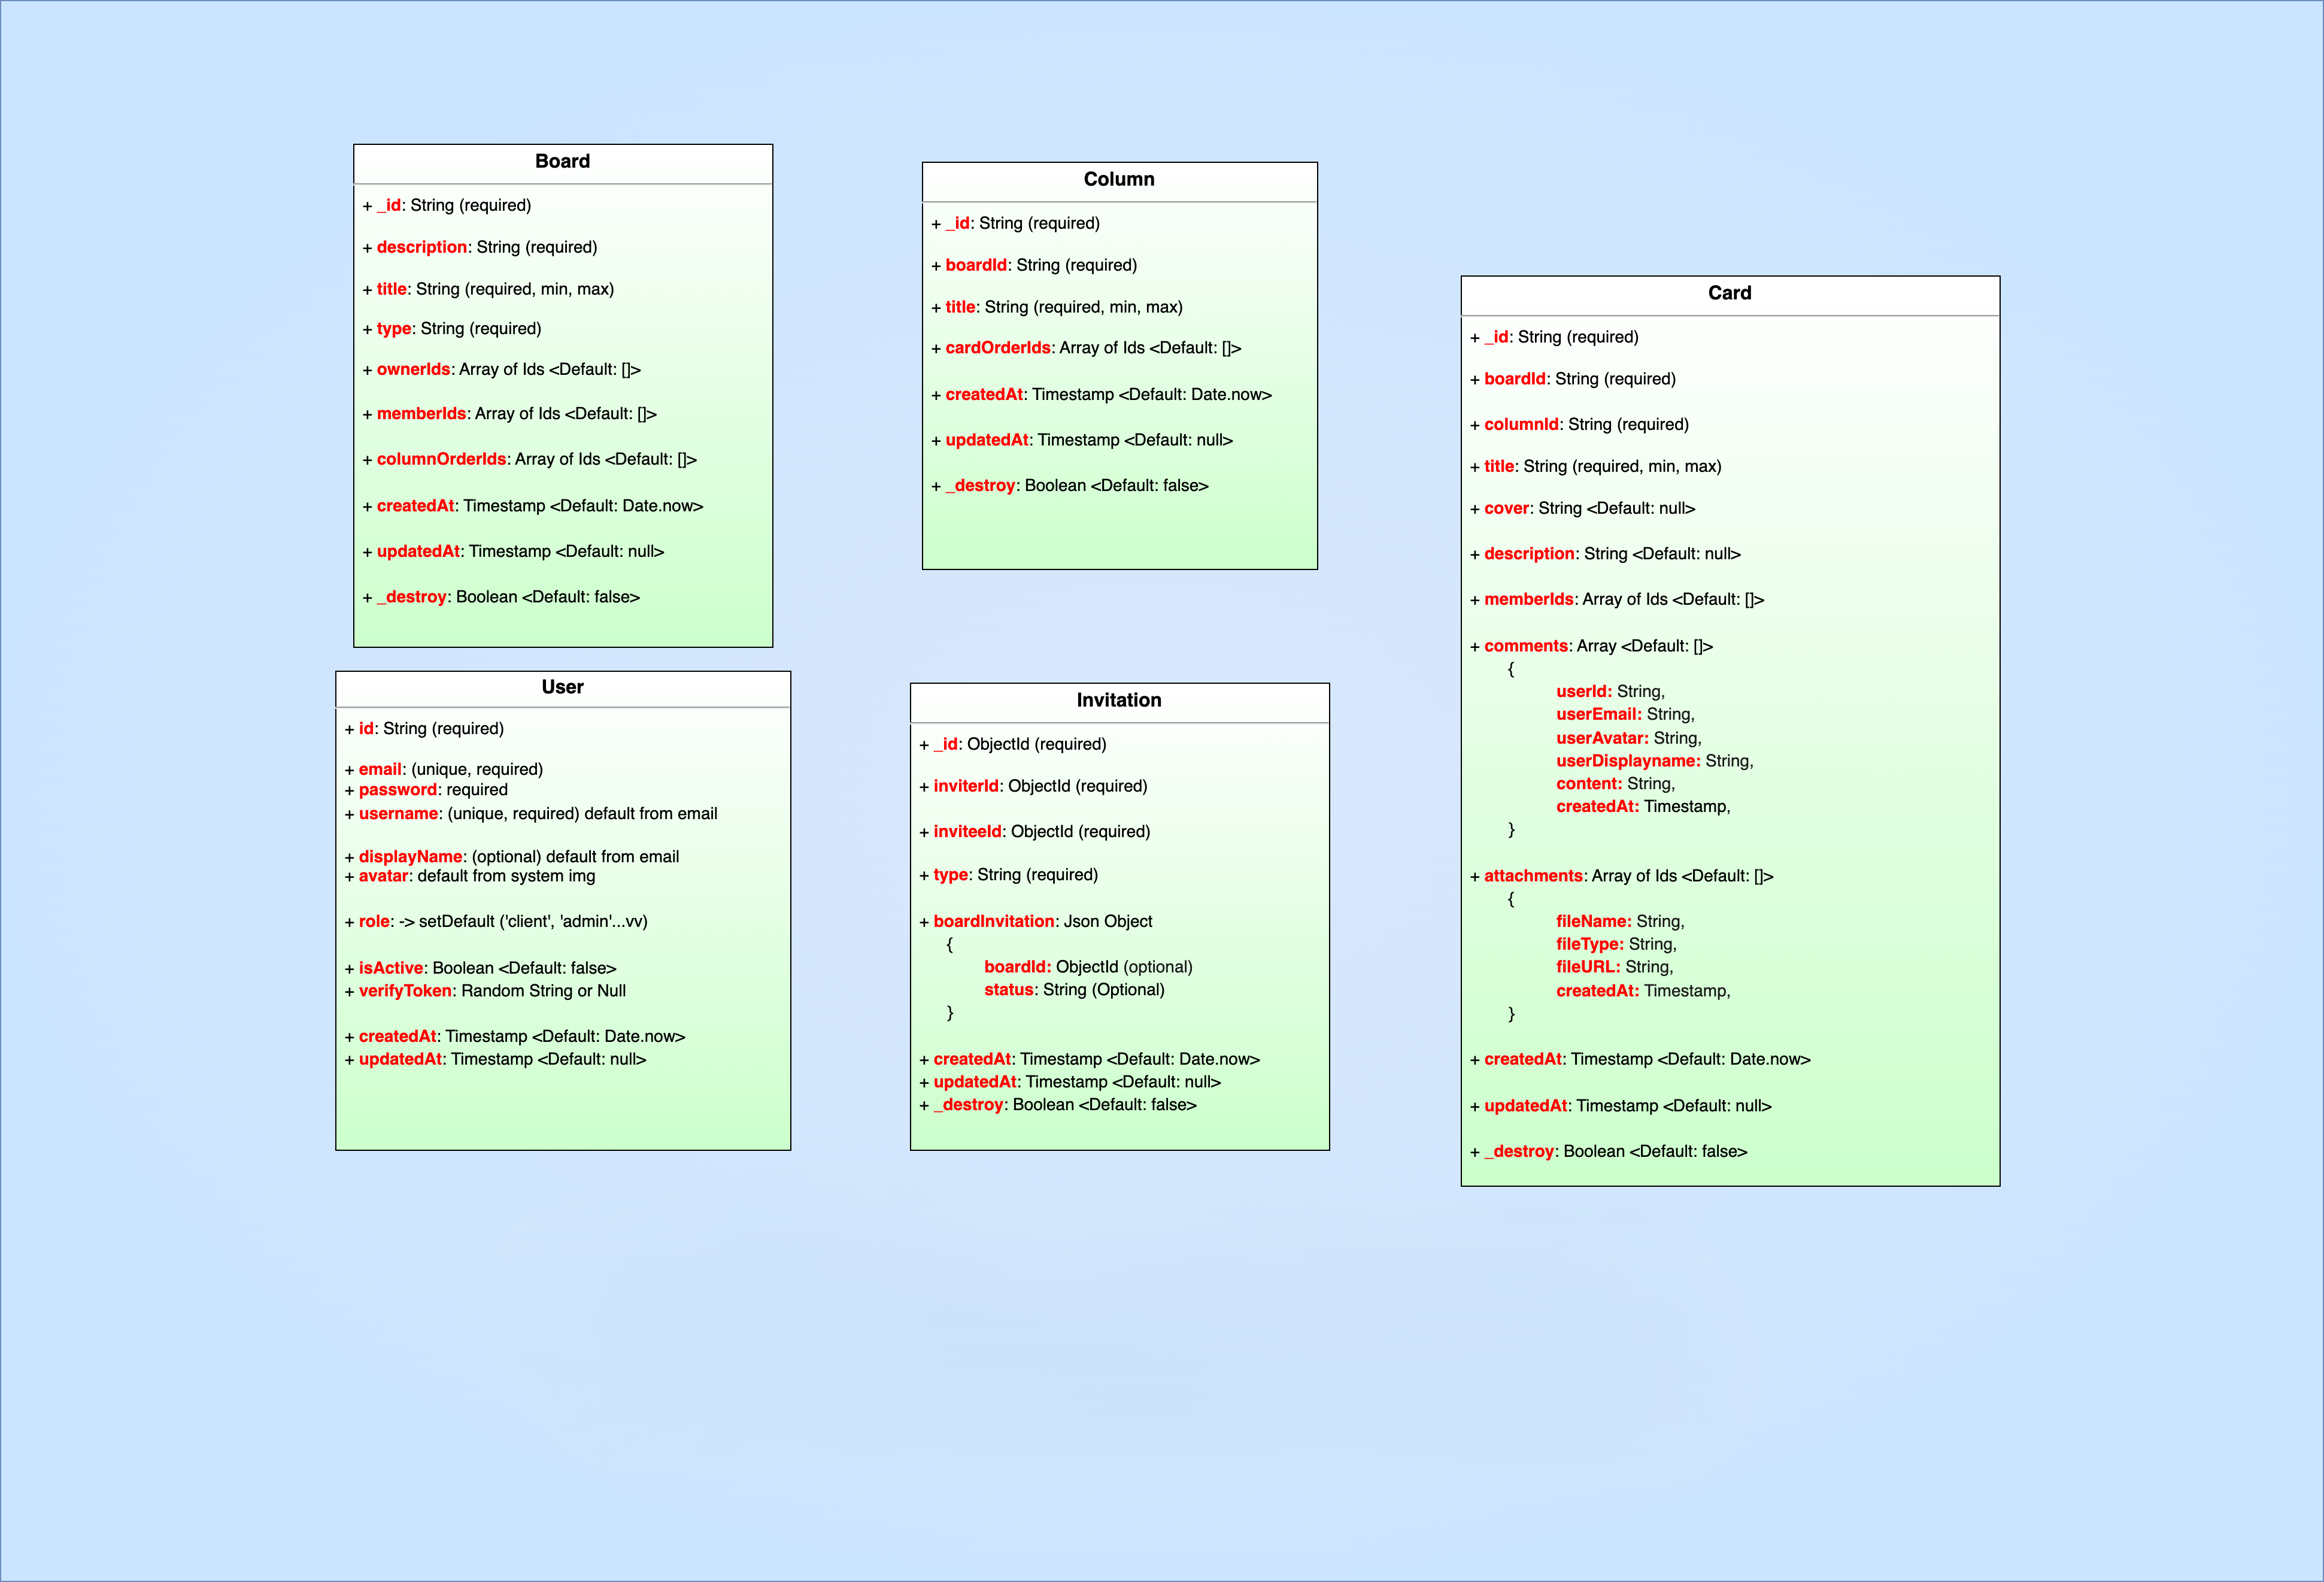 Board
+ _id: String (required)
+ description: String (required)
+ title: String (required, min, max)
+ type: String (required)
+ ownerIds: Array of Ids <Default: []>
+ memberIds: Array of Ids <Default: []>
+ columnOrderIds: Array of Ids <Default: []>
+ createdAt: Timestamp <Default: Date.now>
+ updatedAt: Timestamp <Default: null>
+ _destroy: Boolean <Default: false>
Column
+ _id: String (required)
+ boardId: String (required)
+ title: String (required, min, max)
+ cardOrderIds: Array of Ids <Default: []>
+ createdAt: Timestamp <Default: Date.now>
+ updatedAt: Timestamp <Default: null>
+ _destroy: Boolean <Default: false>
Card
+ _id: String (required)
+ boardId: String (required)
+ columnId: String (required)
+ title: String (required, min, max)
+ cover: String <Default: null>
+ description: String <Default: null>
+ memberIds: Array of Ids <Default: []>
+ comments: Array <Default: []>
{
userId: String,
userEmail: String,
userAvatar: String,
userDisplayname: String,
content: String,
createdAt: Timestamp,
}
+ attachments: Array of Ids <Default: []>
{
fileName: String,
fileType: String,
fileURL: String,
createdAt: Timestamp,
}
+ createdAt: Timestamp <Default: Date.now>
+ updatedAt: Timestamp <Default: null>
+ _destroy: Boolean <Default: false>
User
+ id: String (required)
+ email: (unique, required)
+ password: required
+ username: (unique, required) default from email
+ displayName: (optional) default from email
+ avatar: default from system img
+ role: -> setDefault ('client', 'admin'...vv)
+ isActive: Boolean <Default: false>
+ verifyToken: Random String or Null
+ createdAt: Timestamp <Default: Date.now>
+ updatedAt: Timestamp <Default: null>
Invitation
+ _id: ObjectId (required)
+ inviterId: ObjectId (required)
+ inviteeId: ObjectId (required)
+ type: String (required)
+ boardInvitation: Json Object
{
boardId: ObjectId (optional)
status: String (Optional)
}
+ createdAt: Timestamp <Default: Date.now>
+ updatedAt: Timestamp <Default: null>
+ _destroy: Boolean <Default: false>